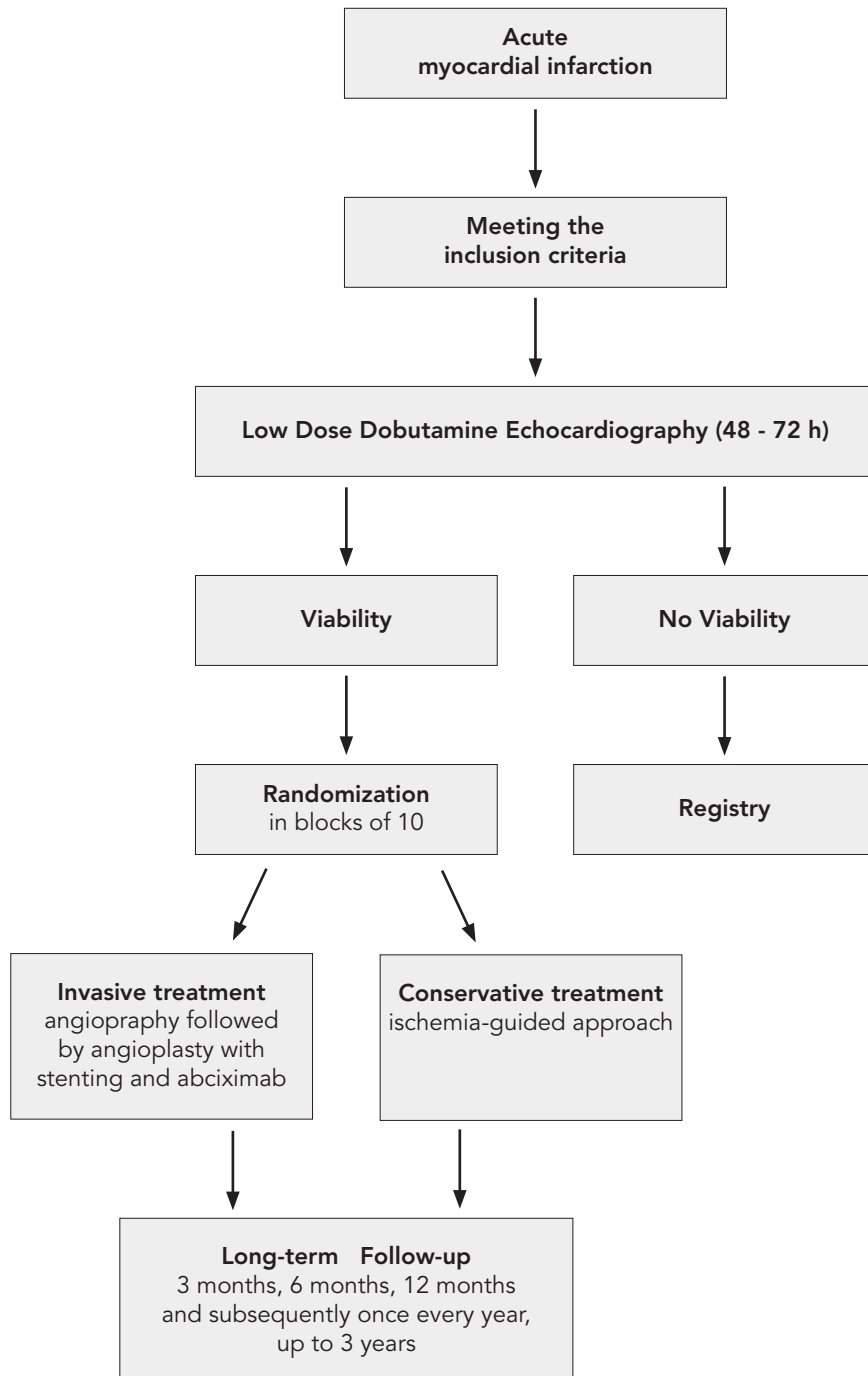 Acute
myocardial infarction
Meeting the
inclusion criteria
Low Dose Dobutamine Echocardiography (48 - 72 h)
Viability
No Viability
Randomization
in blocks of 10
Registry
Invasive treatment
angiopraphy followed
by angioplasty with
stenting and abciximab
Conservative treatment
ischemia-guided approach
Long-term Follow-up
3 months, 6 months, 12 months
and subsequently once every year,
up to 3 years